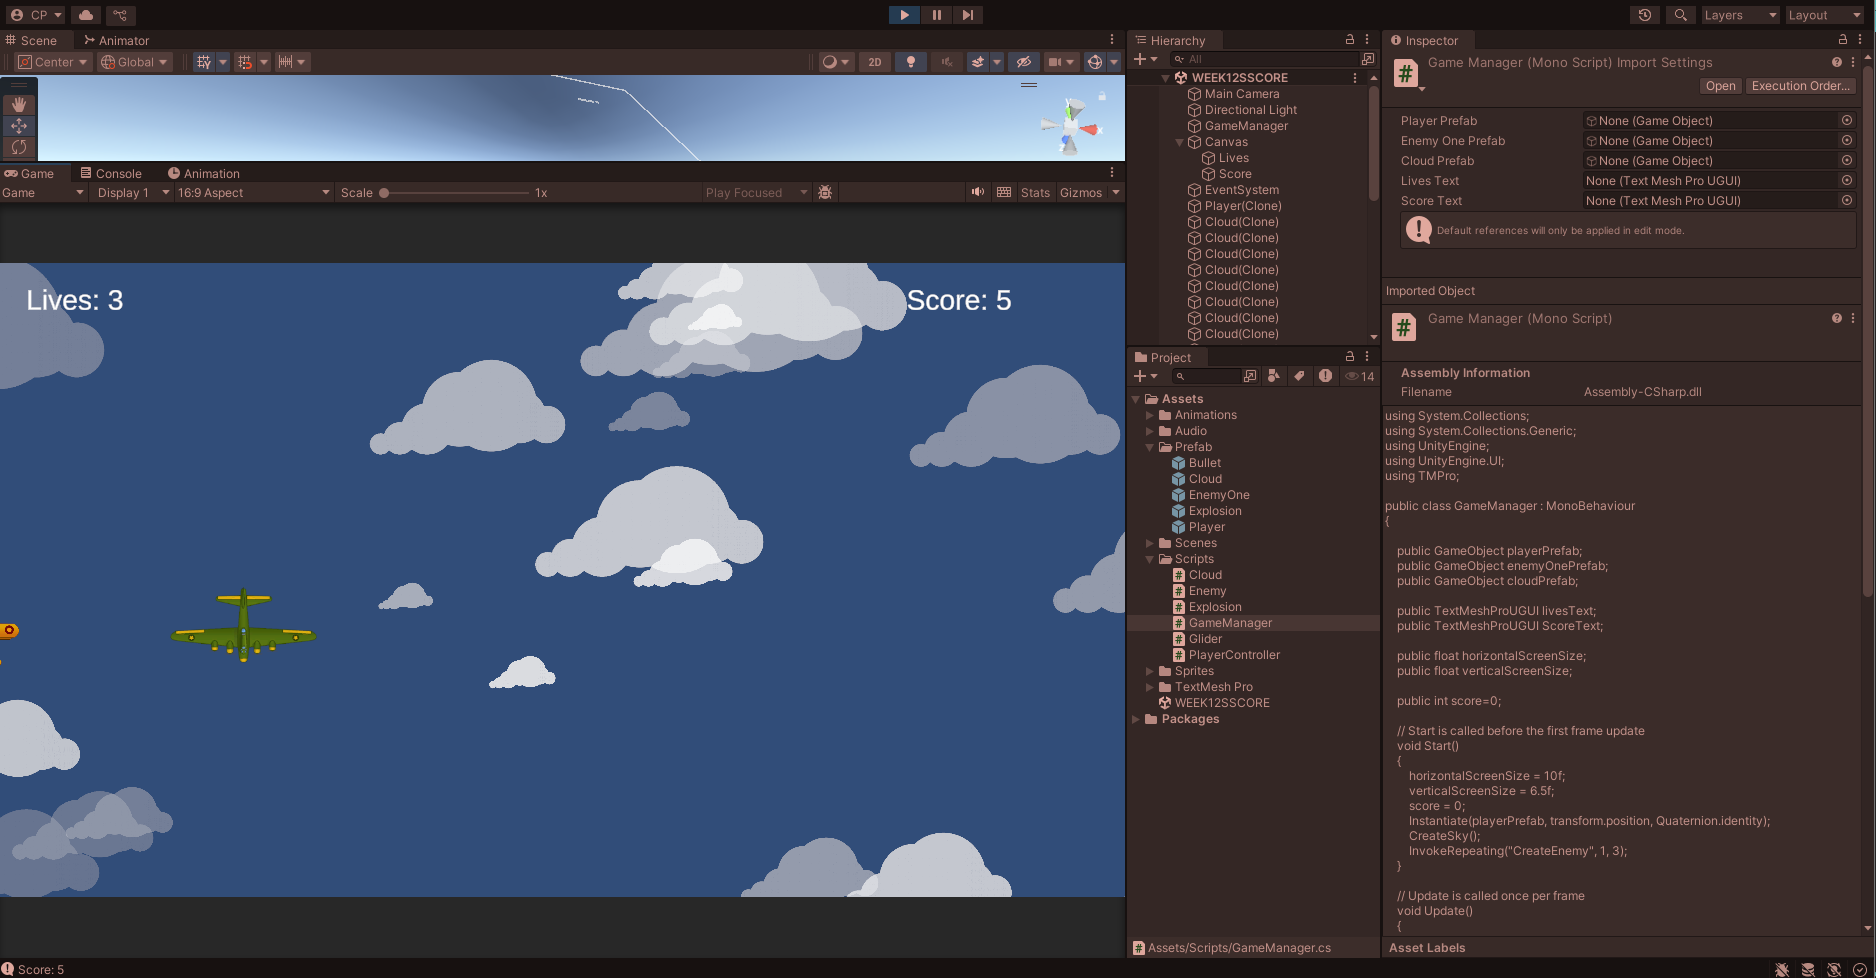 CP
Layers
Layout
Scene
Animator
Center
Global
2D
Game
Console
Animation
Game
Display 1
16:9 Aspect
Scale
1x
Play Focused
Stats
Gizmos
Lives: 3
Score: 5
Score: 5
Hierarchy
All
WEEK12SSCORE
Main Camera
Directional Light
GameManager
Canvas
Lives
Score
EventSystem
Player(Clone)
Cloud(Clone)
Cloud(Clone)
Cloud(Clone)
Cloud(Clone)
Cloud(Clone)
Cloud(Clone)
Cloud(Clone)
Cloud(Clone)
Project
14
Assets
Animations
Audio
Prefab
Bullet
Cloud
EnemyOne
Explosion
Player
Scenes
Scripts
Cloud
Enemy
Explosion
GameManager
Glider
PlayerController
Sprites
TextMesh Pro
WEEK12SSCORE
Packages
Assets/Scripts/GameManager.cs
Inspector
Game Manager (Mono Script) Import Settings
Open
Execution Order...
Player Prefab None (Game Object)
Enemy One Prefab None (Game Object)
Cloud Prefab None (Game Object)
Lives Text None (Text Mesh Pro UGUI)
Score Text None (Text Mesh Pro UGUI)
Default references will only be applied in edit mode.
Imported Object
Game Manager (Mono Script)
Assembly Information
Filename Assembly-CSharp.dll
using System.Collections;
using System.Collections.Generic;
using UnityEngine;
using UnityEngine.UI;
using TMPro;
public class GameManager : MonoBehaviour
{
public GameObject playerPrefab;
public GameObject enemyOnePrefab;
public GameObject cloudPrefab;
public TextMeshProUGUI livesText;
public TextMeshProUGUI ScoreText;
public float horizontalScreenSize;
public float verticalScreenSize;
public int score=0;
// Start is called before the first frame update
void Start()
{
horizontalScreenSize = 10f;
verticalScreenSize = 6.5f;
score = 0;
Instantiate(playerPrefab, transform.position, Quaternion.identity);
CreateSky();
InvokeRepeating("CreateEnemy", 1, 3);
}
// Update is called once per frame
void Update()
{
Asset Labels